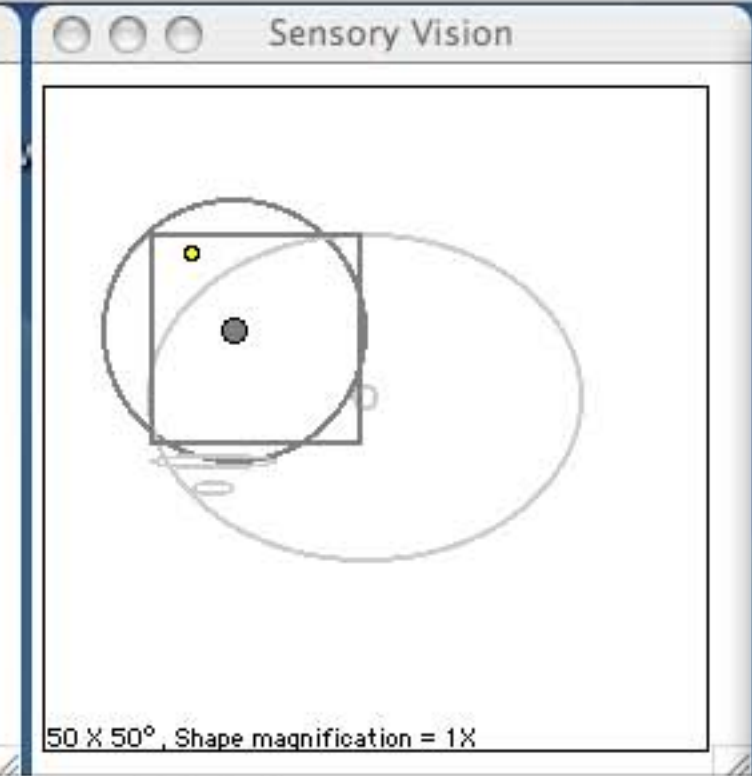 Sensory Vision
50 X 50°, Shape magnification = 1X